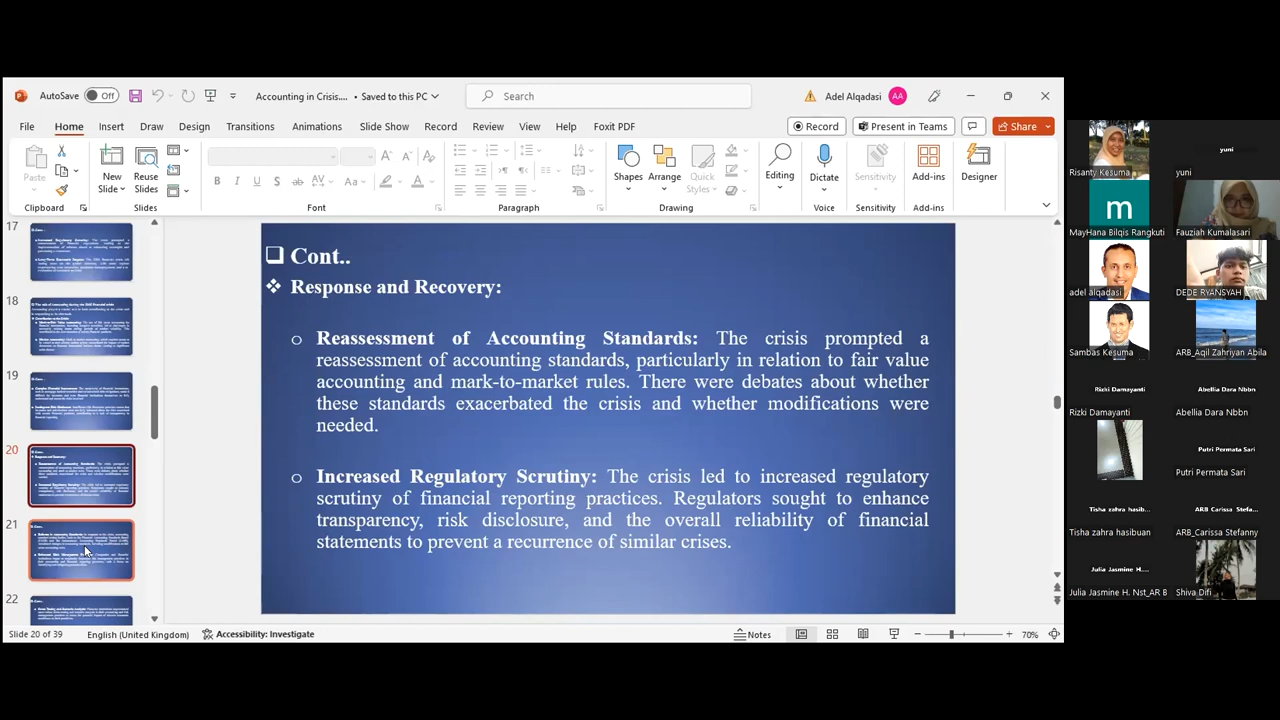 AutoSave Off Accounting in Crisis.... • Saved to this PC Search Adel Alqadasi AA
File Home Insert Draw Design Transitions Animations Slide Show Record Review View Help Foxit PDF Record Present in Teams Share
Paste New Slide Reuse Slides Shapes Arrange Quick Styles Editing Dictate Sensitivity Add-ins Designer
Clipboard Slides Font Paragraph Drawing Voice Sensitivity Add-ins
17
18
19
20
21
22
Cont..
Response and Recovery:
Reassessment of Accounting Standards: The crisis prompted a
reassessment of accounting standards, particularly in relation to fair value
accounting and mark-to-market rules. There were debates about whether
these standards exacerbated the crisis and whether modifications were
needed.
Increased Regulatory Scrutiny: The crisis led to increased regulatory
scrutiny of financial reporting practices. Regulators sought to enhance
transparency, risk disclosure, and the overall reliability of financial
statements to prevent a recurrence of similar crises.
Slide 20 of 39 English (United Kingdom) Accessibility: Investigate Notes 70%
Risanty Kesuma
yuni
yuni
m
MayHana Bilqis Rangkuti
Fauziah Kumalasari
adel alqadasi
DEDE RYANSYAH
Sambas Kesuma
ARB_Aqil Zahriyan Abila
Rizki Damayanti
Abellia Dara Nbbn
Rizki Damayanti
Abellia Dara Nbbn
Putri Permata Sari
Putri Permata Sari
Tisha zahra hasib...
ARB Carissa Stefa...
Tisha zahra hasibuan
ARB_Carissa Stefanny
Julia Jasmine H....
Julia Jasmine H. Nst_AR B
Shiva Difi